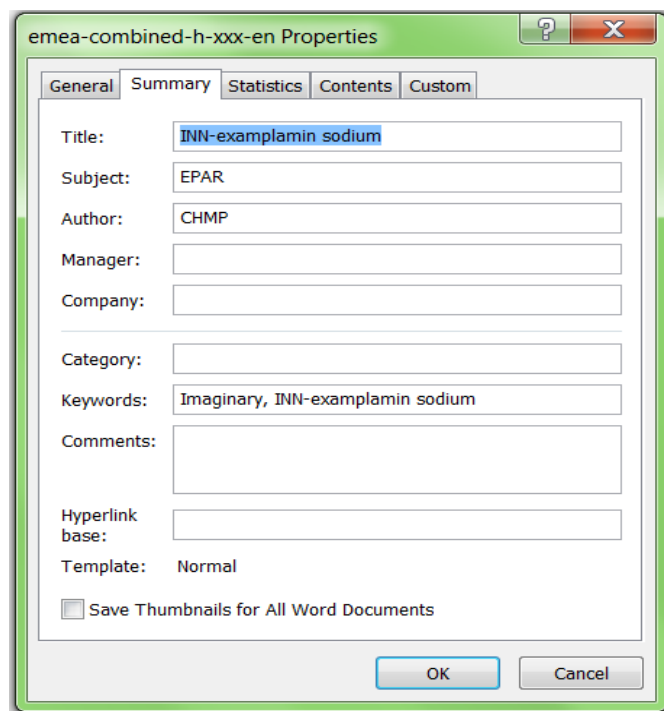 emea-combined-h-xxx-en Properties
General Summary Statistics Contents Custom
Title: INN-examplamin sodium
Subject: EPAR
Author: CHMP
Manager:
Company:
Category:
Keywords: Imaginary, INN-examplamin sodium
Comments:
Hyperlink
base:
Template: Normal
Save Thumbnails for All Word Documents
OK Cancel